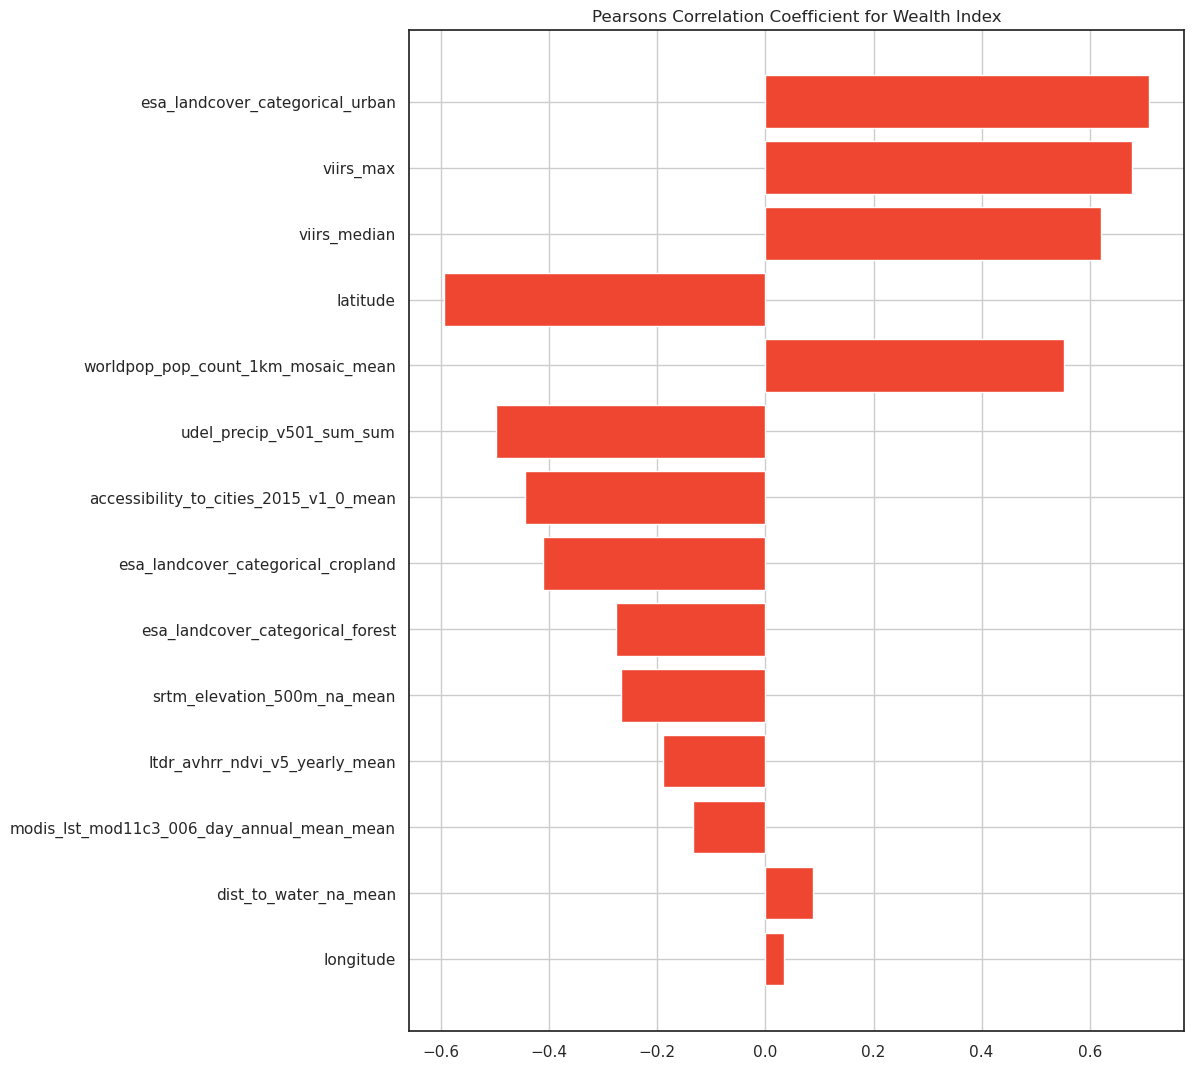 Pearsons Correlation Coefficient for Wealth Index
esa_landcover_categorical_urban
viirs_max
viirs_median
latitude
worldpop_pop_count_1km_mosaic_mean
udel_precip_v501_sum_sum
accessibility_to_cities_2015_v1_0_mean
esa_landcover_categorical_cropland
esa_landcover_categorical_forest
srtm_elevation_500m_na_mean
ltdr_avhrr_ndvi_v5_yearly_mean
modis_lst_mod11c3_006_day_annual_mean_mean
dist_to_water_na_mean
longitude
−0.6 −0.4 −0.2 0.0 0.2 0.4 0.6